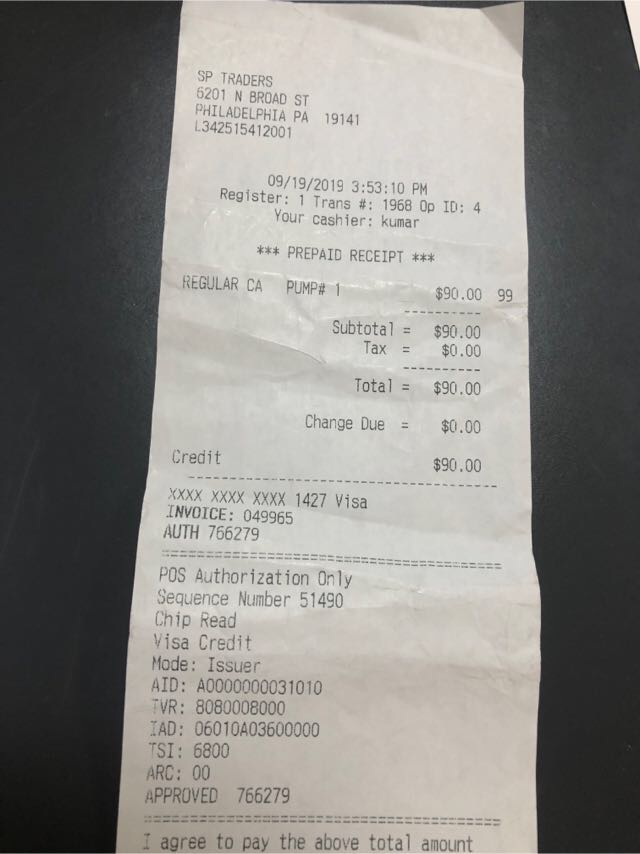 SP TRADERS
6201 N BROAD ST
PHILADELPHIA PA 19141
L342515412001
09/19/2019 3:53:10 PM
Register: 1 Trans #: 1968 Op ID: 4
Your cashier: kumar
*** PREPAID RECEIPT ***
REGULAR CA PUMP# 1 $90.00 99
----------
Subtotal = $90.00
Tax = $0.00
----------
Total = $90.00
Change Due = $0.00
Credit $90.00
----------------------------------------
XXXX XXXX XXXX 1427 Visa
INVOICE: 049965
AUTH 766279
========================================
POS Authorization Only
Sequence Number 51490
Chip Read
Visa Credit
Mode: Issuer
AID: A0000000031010
TVR: 8080008000
IAD: 06010A03600000
TSI: 6800
ARC: 00
APPROVED 766279
========================================
I agree to pay the above total amount